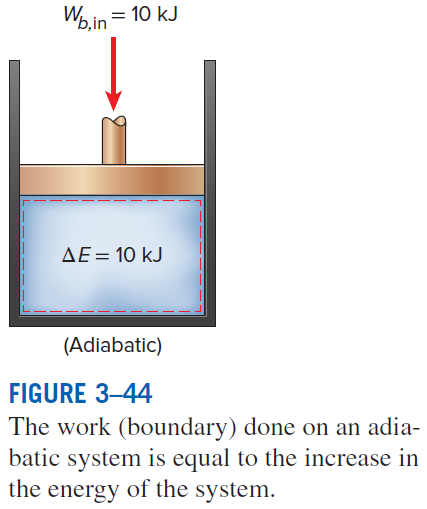 W_b,in = 10 kJ
ΔE = 10 kJ
(Adiabatic)
FIGURE 3–44
The work (boundary) done on an adia-
batic system is equal to the increase in
the energy of the system.